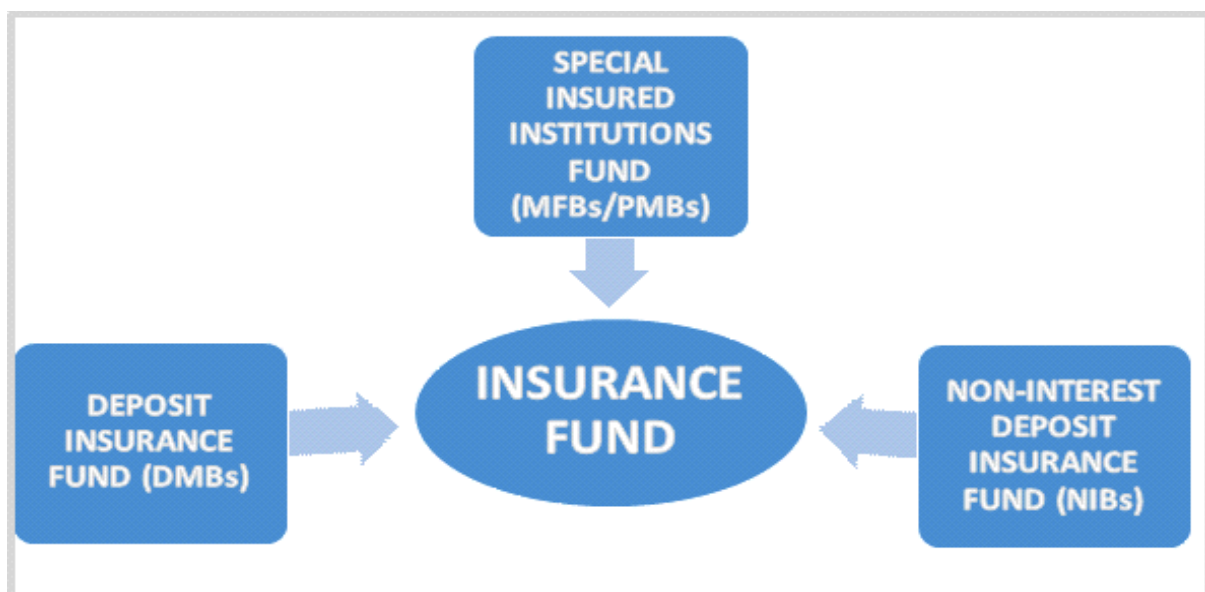 SPECIAL
INSURED
INSTITUTIONS
FUND
(MFBs/PMBs)
INSURANCE
FUND
DEPOSIT
INSURANCE
FUND (DMBs)
NON-INTEREST
DEPOSIT
INSURANCE
FUND (NIBs)